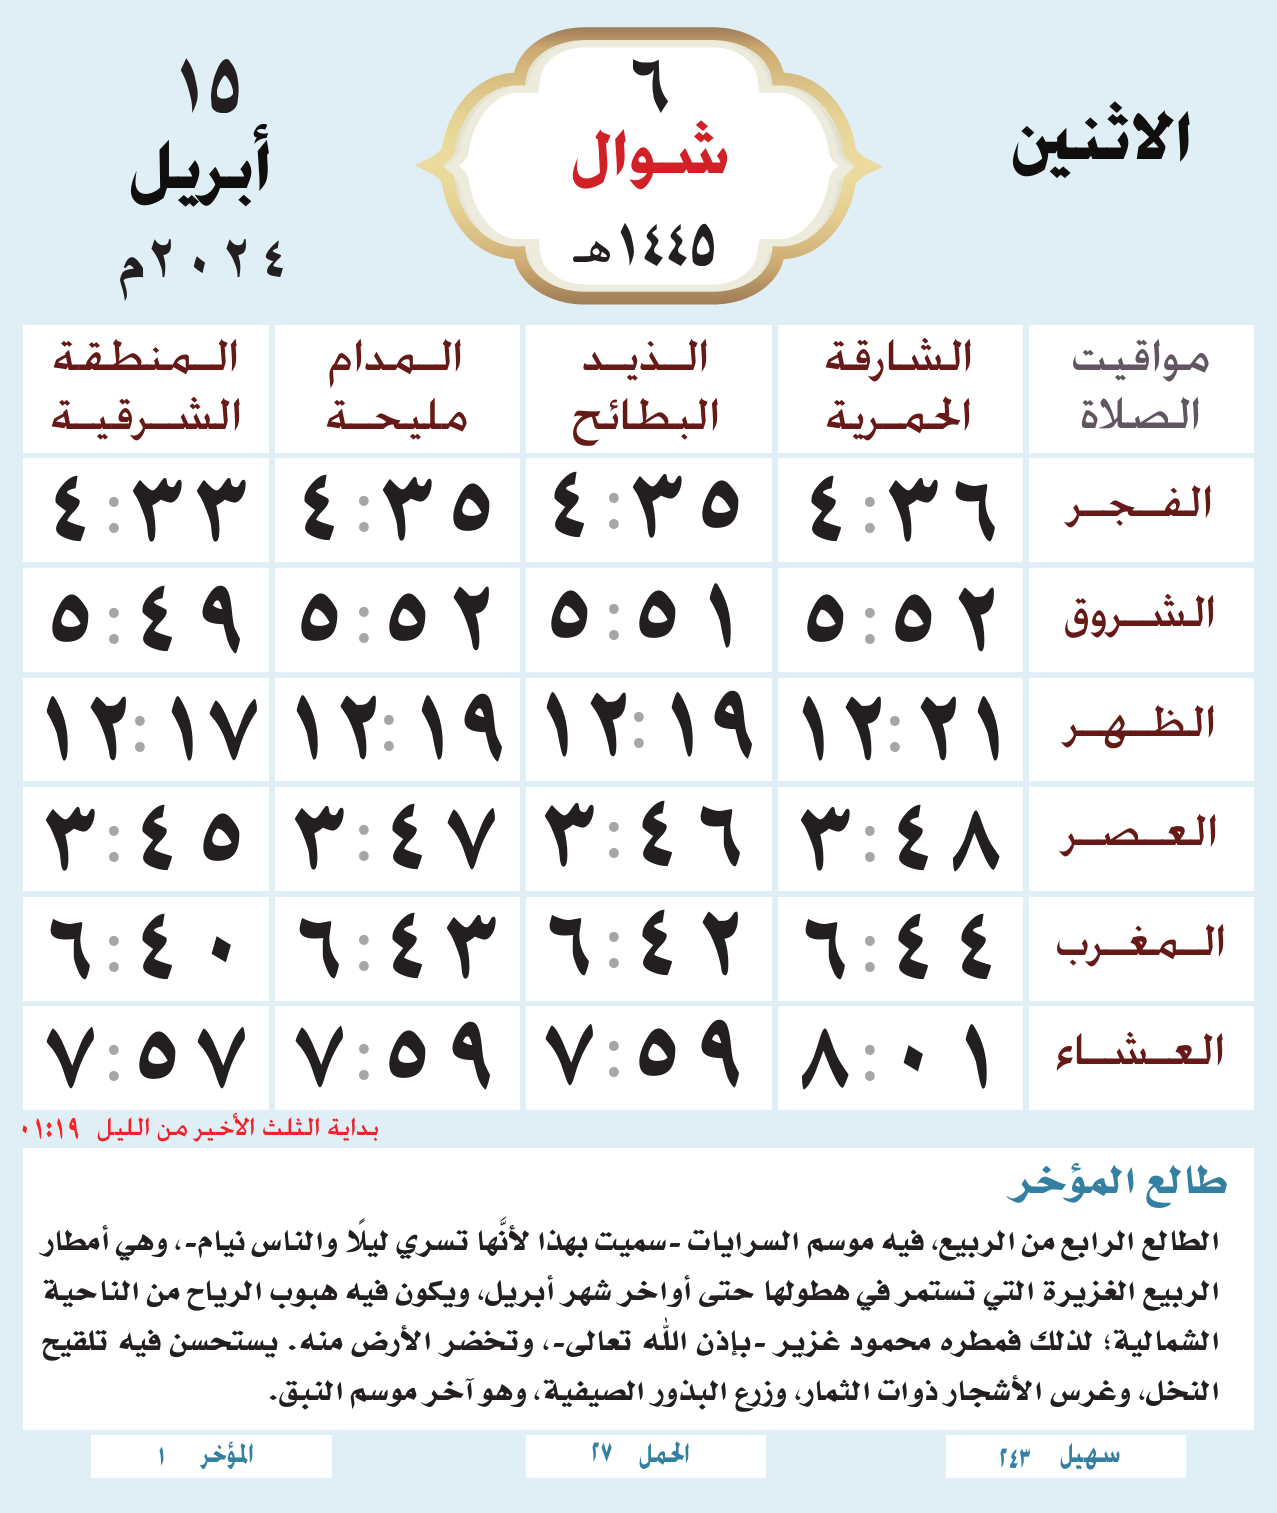 الاثنين
٦
شوال
١٤٤٥هـ
١٥
أبريل
٢٠٢٤م
مواقيت الصلاة
الشارقة الحمرية
الذيد البطائح
المدام مليحة
المنطقة الشرقية
الفجر ٤:٣٦ ٤:٣٥ ٤:٣٥ ٤:٣٣
الشروق ٥:٥٢ ٥:٥١ ٥:٥٢ ٥:٤٩
الظهر ١٢:٢١ ١٢:١٩ ١٢:١٩ ١٢:١٧
العصر ٣:٤٨ ٣:٤٦ ٣:٤٧ ٣:٤٥
المغرب ٦:٤٤ ٦:٤٢ ٦:٤٣ ٦:٤٠
العشاء ٨:٠١ ٧:٥٩ ٧:٥٩ ٧:٥٧
بداية الثلث الأخير من الليل ٠١:١٩
طالع المؤخر
الطالع الرابع من الربيع، فيه موسم السرايات -سميت بهذا لأنَّها تسري ليلًا والناس نيام-، وهي أمطار
الربيع الغزيرة التي تستمر في هطولها حتى أواخر شهر أبريل، ويكون فيه هبوب الرياح من الناحية
الشمالية؛ لذلك فمطره محمود غزير -بإذن الله تعالى-، وتخضر الأرض منه. يستحسن فيه تلقيح
النخل، وغرس الأشجار ذوات الثمار، وزرع البذور الصيفية، وهو آخر موسم النبق.
سهيل ٢٤٣
الحمل ٢٧
المؤخر ١